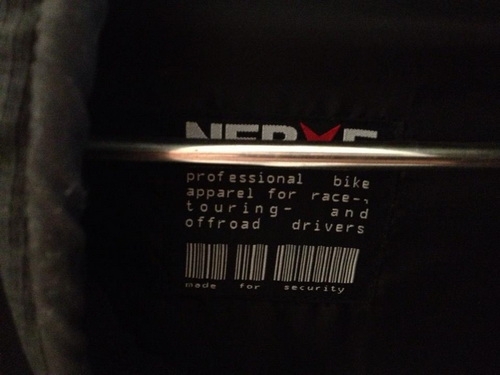 NERVE
professional bike
apparel for race-,
touring- and
offroad drivers
made for security